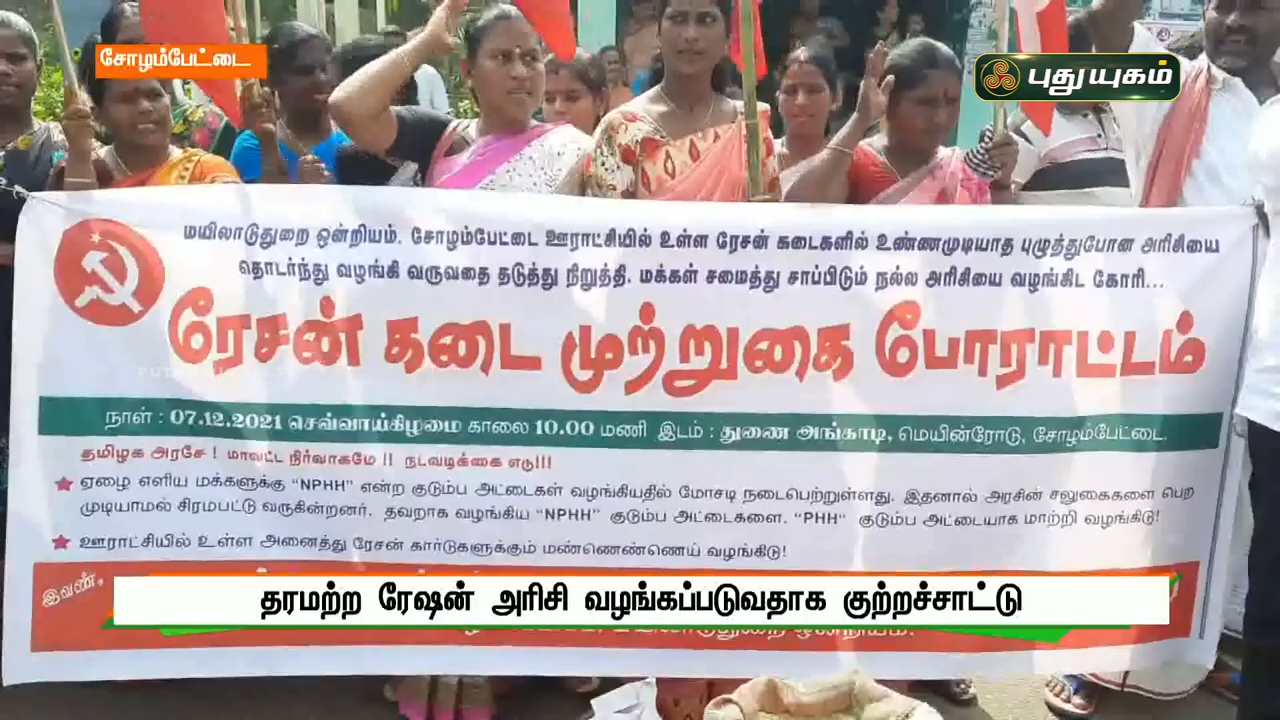 சோழம்பேட்டை
புதுயுகம்
மயிலாடுதுறை ஒன்றியம். சோழம்பேட்டை ஊராட்சியில் உள்ள ரேசன் கடைகளில் உண்ணமுடியாத புழுத்துபோன அரிசியை
தொடர்ந்து வழங்கி வருவதை தடுத்து நிறுத்தி. மக்கள் சமைத்து சாப்பிடும் நல்ல அரிசியை வழங்கிட கோரி...
ரேசன் கடை முற்றுகை போராட்டம்
நாள் : 07.12.2021 செவ்வாய்கிழமை காலை 10.00 மணி இடம் : துணை அங்காடி, மெயின்ரோடு, சோழம்பேட்டை.
தமிழக அரசே ! மாவட்ட நிர்வாகமே !! நடவடிக்கை எடு!!!
ஏழை எளிய மக்களுக்கு "NPHH" என்ற குடும்ப அட்டைகள் வழங்கியதில் மோசடி நடைபெற்றுள்ளது. இதனால் அரசின் சலுகைகளை பெற
முடியாமல் சிரமபட்டு வருகின்றனர். தவறாக வழங்கிய "NPHH" குடும்ப அட்டைகளை. "PHH" குடும்ப அட்டையாக மாற்றி வழங்கிடு!
ஊராட்சியில் உள்ள அனைத்து ரேசன் கார்டுகளுக்கும் மண்ணெண்ணெய் வழங்கிடு!
இவண்,
தரமற்ற ரேஷன் அரிசி வழங்கப்படுவதாக குற்றச்சாட்டு